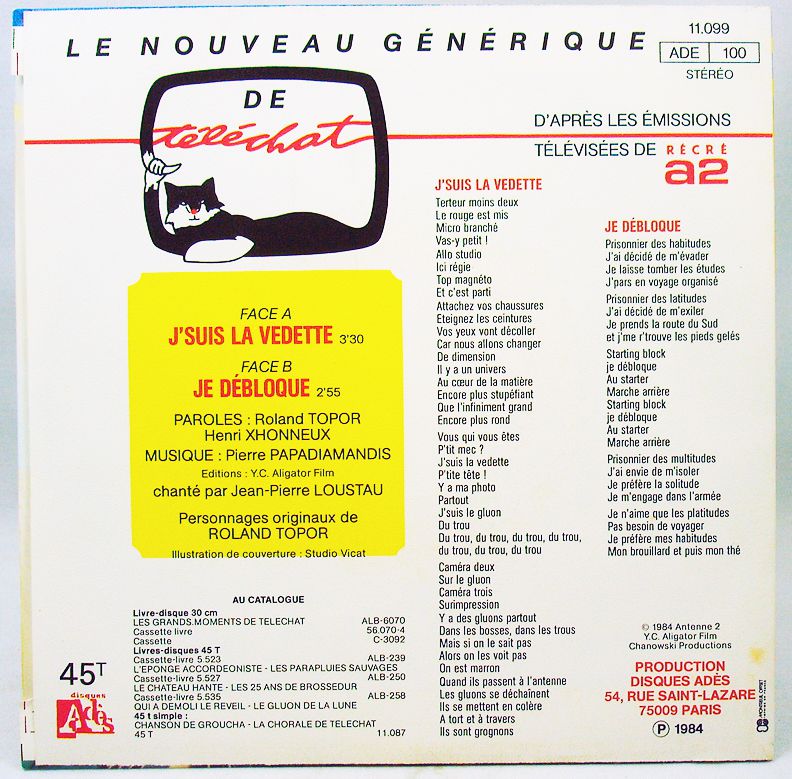 LE NOUVEAU GÉNÉRIQUE
11.099
ADE 100
STÉRÉO
DE
téléchat
D'APRÈS LES ÉMISSIONS
TÉLÉVISÉES DE RÉCRÉ
a2
FACE A
J'SUIS LA VEDETTE 3'30
FACE B
JE DÉBLOQUE 2'55
PAROLES : Roland TOPOR
Henri XHONNEUX
MUSIQUE : Pierre PAPADIAMANDIS
Editions : Y.C. Aligator Film
chanté par Jean-Pierre LOUSTAU
Personnages originaux de
ROLAND TOPOR
Illustration de couverture : Studio Vicat
AU CATALOGUE
Livre-disque 30 cm
LES GRANDS.MOMENTS DE TELECHAT ALB-6070
Cassette livre 56.070-4
Cassette C-3092
Livres-disques 45 T
Cassette-livre 5.523 ALB-239
L'EPONGE ACCORDEONISTE - LES PARAPLUIES SAUVAGES
Cassette-livre 5.527 ALB-250
LE CHATEAU HANTE - LES 25 ANS DE BROSSEDUR
Cassette-livre 5.535 ALB-258
QUI A DEMOLI LE REVEIL - LE GLUON DE LA LUNE
45 t simple :
CHANSON DE GROUCHA - LA CHORALE DE TELECHAT
45 T 11.087
45T
disques
Adès
J'SUIS LA VEDETTE
Terteur moins deux
Le rouge est mis
Micro branché
Vas-y petit !
Allo studio
Ici régie
Top magnéto
Et c'est parti
Attachez vos chaussures
Eteignez les ceintures
Vos yeux vont décoller
Car nous allons changer
De dimension
Il y a un univers
Au cœur de la matière
Encore plus stupéfiant
Que l'infiniment grand
Encore plus rond
Vous qui vous êtes
P'tit mec ?
J'suis la vedette
P'tite tête !
Y a ma photo
Partout
J'suis le gluon
Du trou
Du trou, du trou, du trou, du trou,
du trou, du trou, du trou
Caméra deux
Sur le gluon
Caméra trois
Surimpression
Y a des gluons partout
Dans les bosses, dans les trous
Mais si on le sait pas
Alors on les voit pas
On est marron
Quand ils passent à l'antenne
Les gluons se déchaînent
Ils se mettent en colère
A tort et à travers
Ils sont grognons
JE DÉBLOQUE
Prisonnier des habitudes
J'ai décidé de m'évader
Je laisse tomber les études
J'pars en voyage organisé
Prisonnier des latitudes
J'ai décidé de m'exiler
Je prends la route du Sud
et j'me r'trouve les pieds gelés
Starting block
je débloque
Au starter
Marche arrière
Starting block
je débloque
Au starter
Marche arrière
Prisonnier des multitudes
J'ai envie de m'isoler
Je préfère la solitude
Je m'engage dans l'armée
Je n'aime que les platitudes
Pas besoin de voyager
Je préfère mes habitudes
Mon brouillard et puis mon thé
© 1984 Antenne 2
Y.C. Aligator Film
Chanowski Productions
PRODUCTION
DISQUES ADÈS
54, RUE SAINT-LAZARE
75009 PARIS
Ⓟ 1984